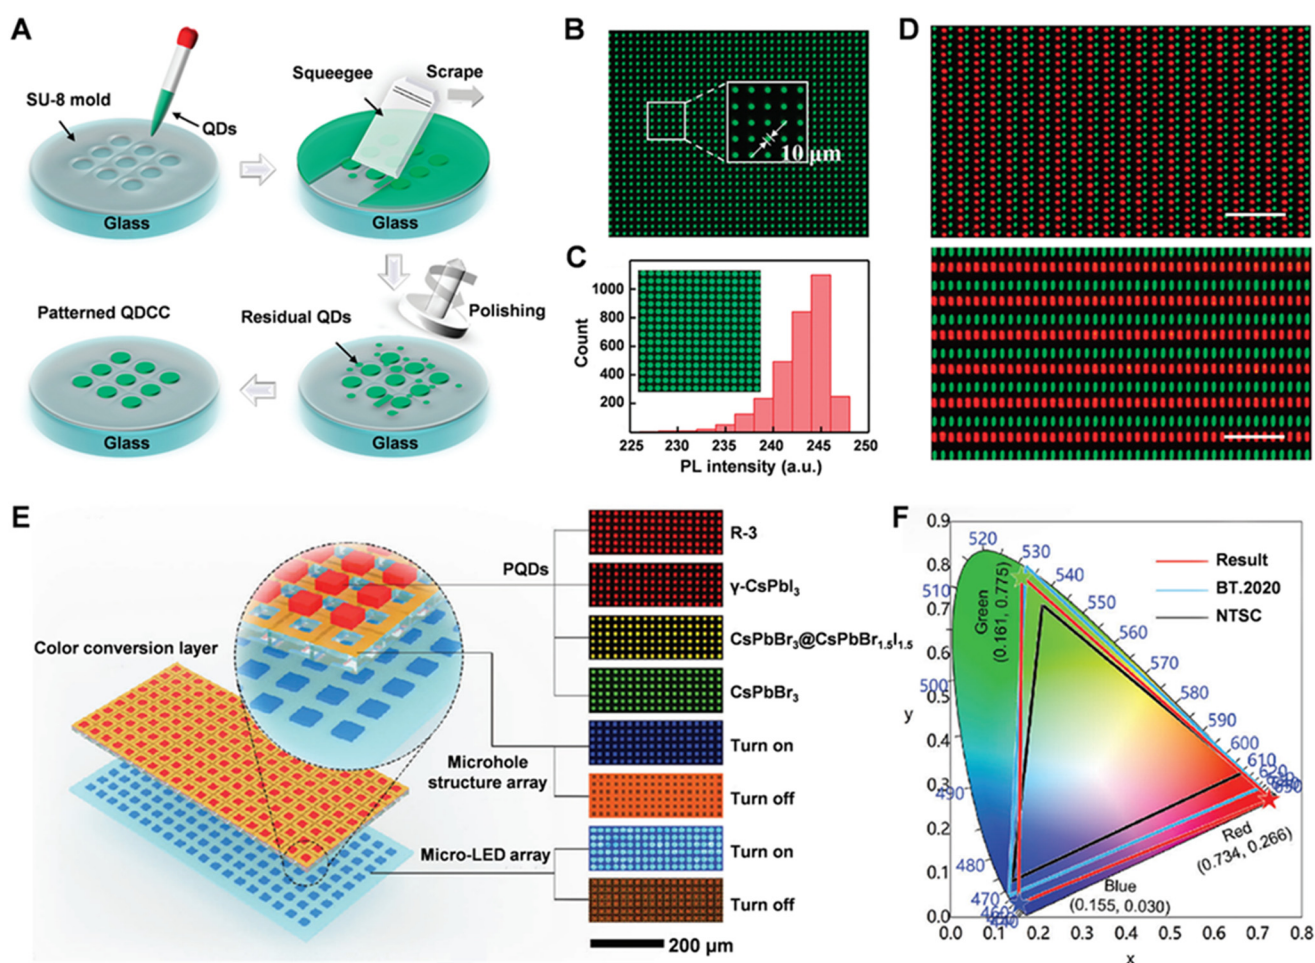 A
SU-8 mold
QDs
Glass
Squeegee
Scrape
Glass
Patterned QDCC
Glass
Residual QDs
Polishing
Glass
B
10 μm
C
Count
1000
800
600
400
200
225 230 235 240 245 250
PL intensity (a.u.)
D
E
Color conversion layer
PQDs
Microhole
structure array
Micro-LED array
R-3
γ-CsPbI₃
CsPbBr₃@CsPbBr₁.₅I₁.₅
CsPbBr₃
Turn on
Turn off
Turn on
Turn off
200 μm
F
y
0.9
0.8
0.7
0.6
0.5
0.4
0.3
0.2
0.1
0.0
0.0 0.1 0.2 0.3 0.4 0.5 0.6 0.7 0.8
x
Result
BT.2020
NTSC
Green
(0.161, 0.775)
Red
(0.734, 0.266)
Blue
(0.155, 0.030)
520
530
540
550
560
570
580
590
600
610
620
510
500
490
480
470
460